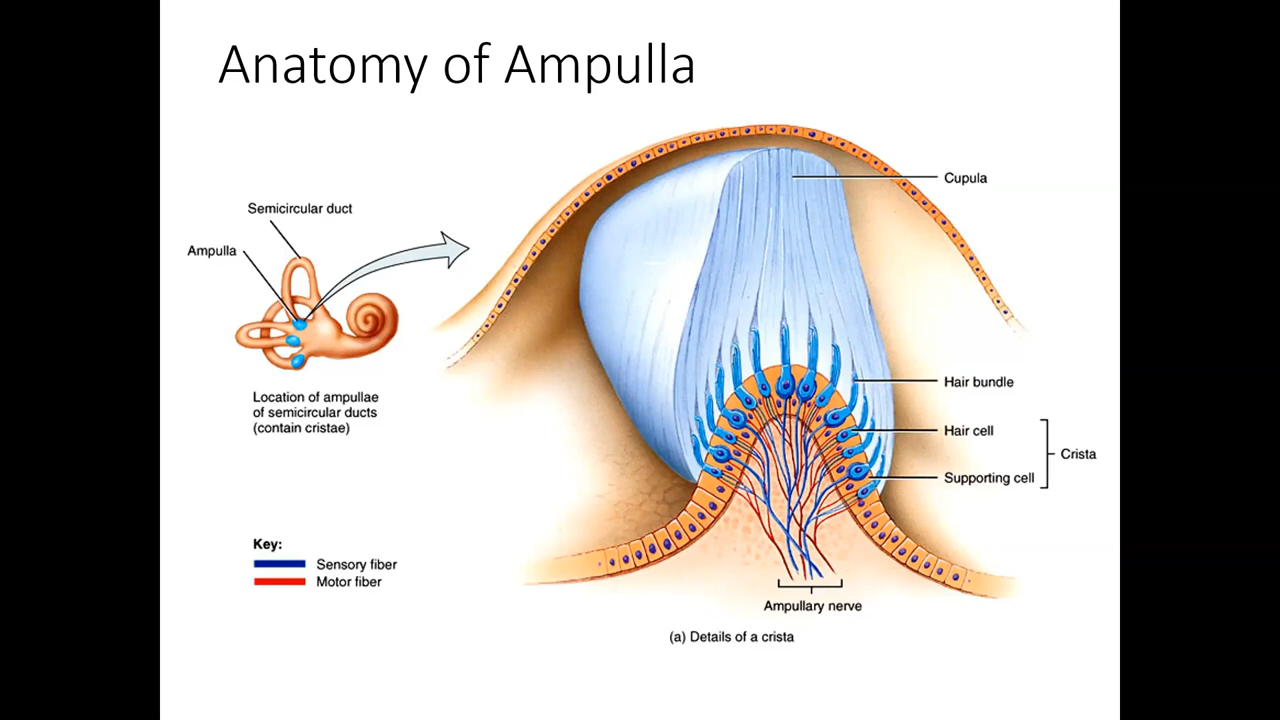 Anatomy of Ampulla
Semicircular duct
Ampulla
Location of ampullae
of semicircular ducts
(contain cristae)
Cupula
Hair bundle
Hair cell
Supporting cell
Crista
Key:
Sensory fiber
Motor fiber
Ampullary nerve
(a) Details of a crista